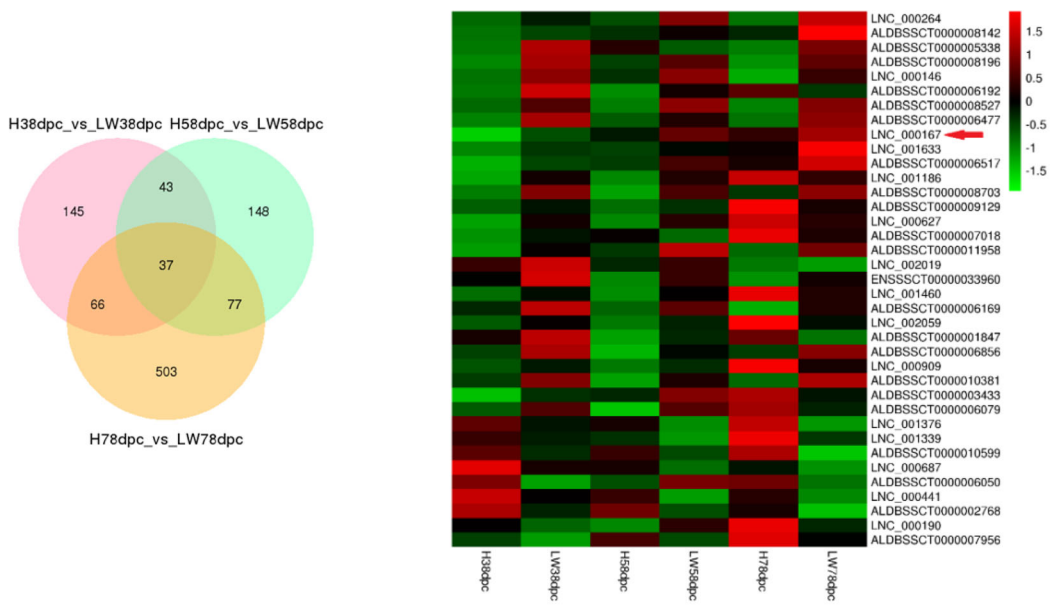 H38dpc_vs_LW38dpc H58dpc_vs_LW58dpc
43
145
148
37
66
77
503
H78dpc_vs_LW78dpc
LNC_000264
ALDBSSCT0000008142
ALDBSSCT0000005338
ALDBSSCT0000008196
LNC_000146
ALDBSSCT0000006192
ALDBSSCT0000008527
ALDBSSCT0000006477
LNC_000167
LNC_001633
ALDBSSCT0000006517
LNC_001186
ALDBSSCT0000008703
ALDBSSCT0000009129
LNC_000627
ALDBSSCT0000007018
ALDBSSCT0000011958
LNC_002019
ENSSSCT00000033960
LNC_001460
ALDBSSCT0000006169
LNC_002059
ALDBSSCT0000001847
ALDBSSCT0000006856
LNC_000909
ALDBSSCT0000010381
ALDBSSCT0000003433
ALDBSSCT0000006079
LNC_001376
LNC_001339
ALDBSSCT0000010599
LNC_000687
ALDBSSCT0000006050
LNC_000441
ALDBSSCT0000002768
LNC_000190
ALDBSSCT0000007956
H38dpc
LW38dpc
H58dpc
LW58dpc
H78dpc
LW78dpc
1.5
1
0.5
0
-0.5
-1
-1.5